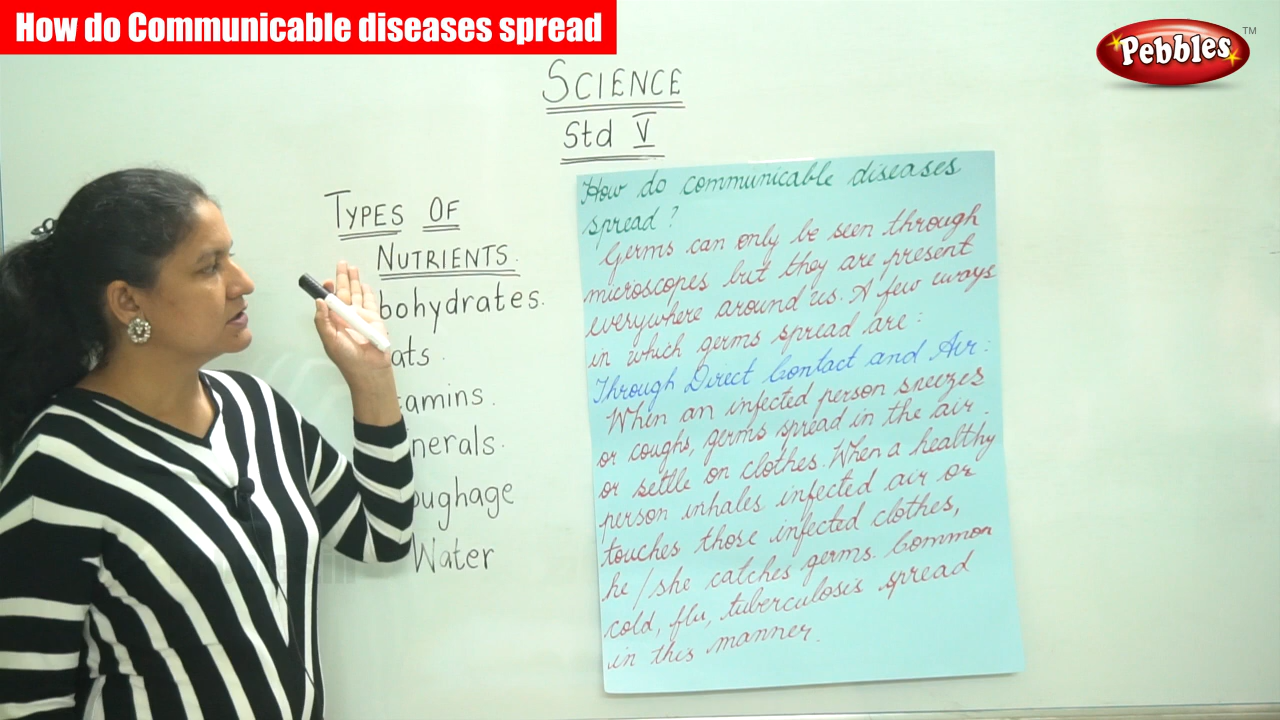 How do Communicable diseases spread
Pebbles TM
SCIENCE
Std V
TYPES OF
NUTRIENTS.
bohydrates.
ats.
tamins.
nerals.
oughage
Water
How do communicable diseases
spread?
Germs can only be seen through
microscopes but they are present
everywhere around us. A few ways
in which germs spread are:
Through Direct Contact and Air:
When an infected person sneezes
or coughs, germs spread in the air
or settle on clothes. When a healthy
person inhales infected air or
touches those infected clothes,
he/she catches germs. Common
cold, flu, tuberculosis spread
in this manner.